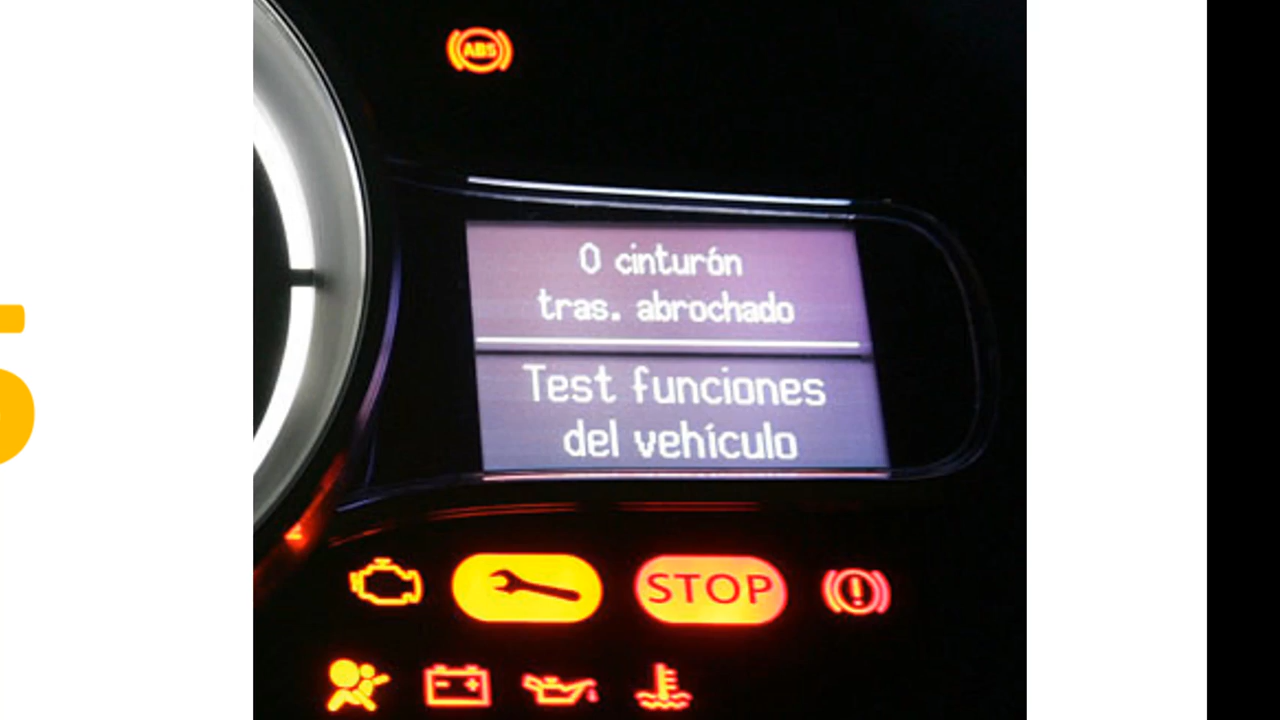 ABS
0 cinturón
tras. abrochado
Test funciones
del vehículo
STOP